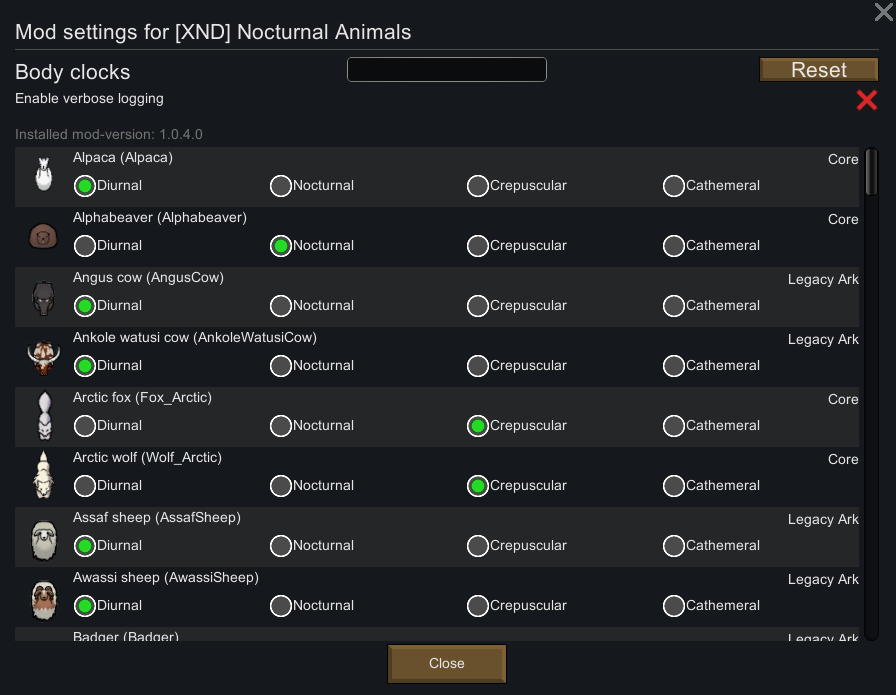 Mod settings for [XND] Nocturnal Animals
Body clocks
Reset
Enable verbose logging
Installed mod-version: 1.0.4.0
Alpaca (Alpaca)
Core
Diurnal Nocturnal Crepuscular Cathemeral
Alphabeaver (Alphabeaver)
Core
Diurnal Nocturnal Crepuscular Cathemeral
Angus cow (AngusCow)
Legacy Ark
Diurnal Nocturnal Crepuscular Cathemeral
Ankole watusi cow (AnkoleWatusiCow)
Legacy Ark
Diurnal Nocturnal Crepuscular Cathemeral
Arctic fox (Fox_Arctic)
Core
Diurnal Nocturnal Crepuscular Cathemeral
Arctic wolf (Wolf_Arctic)
Core
Diurnal Nocturnal Crepuscular Cathemeral
Assaf sheep (AssafSheep)
Legacy Ark
Diurnal Nocturnal Crepuscular Cathemeral
Awassi sheep (AwassiSheep)
Legacy Ark
Diurnal Nocturnal Crepuscular Cathemeral
Badger (Badger)
Legacy Ark
Close